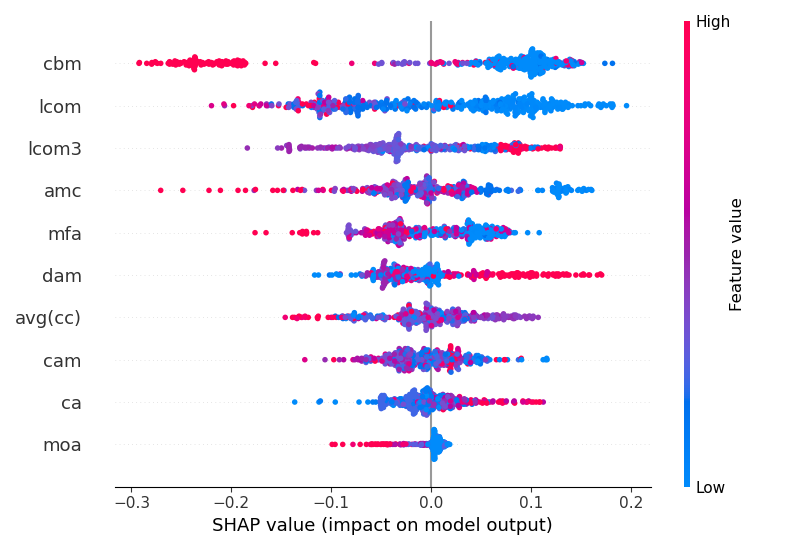 High
cbm
lcom
lcom3
amc
mfa
dam
avg(cc)
cam
ca
moa
Feature value
Low
−0.3 −0.2 −0.1 0.0 0.1 0.2
SHAP value (impact on model output)